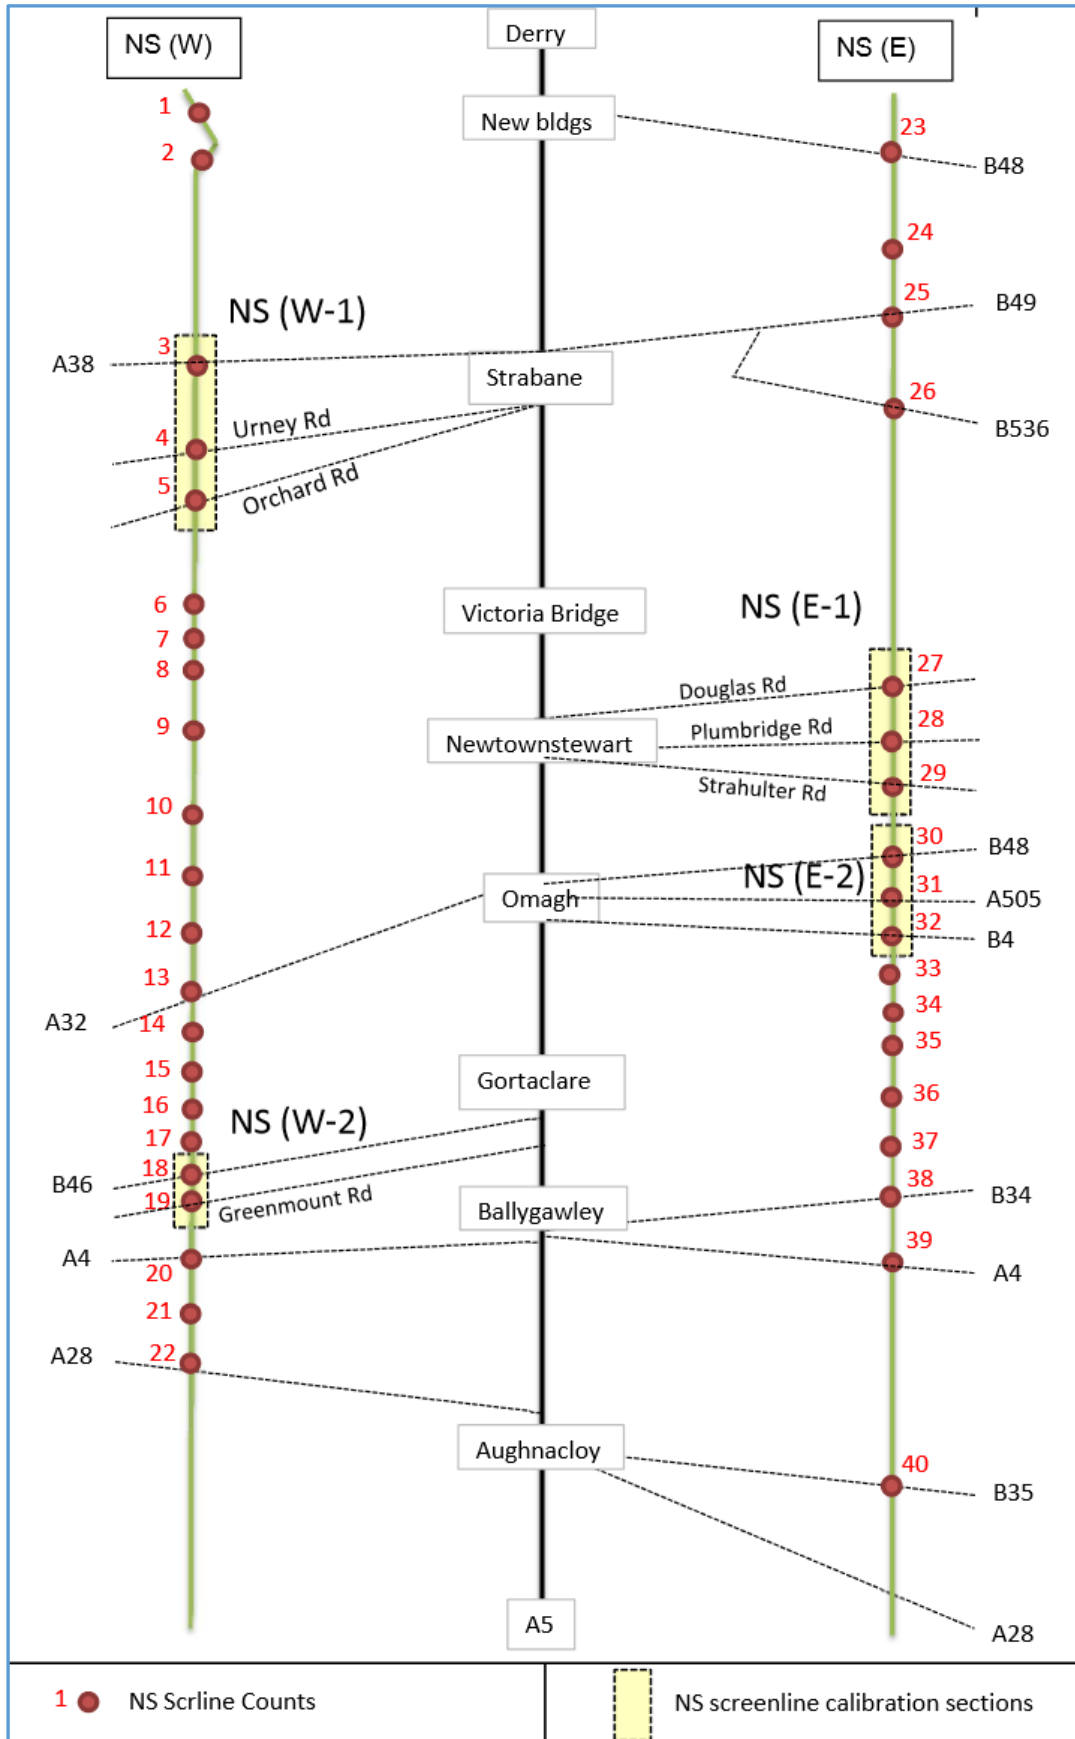 Derry
NS (W)
NS (E)
1
New bldgs
23
2
B48
24
25
B49
NS (W-1)
3
A38
Strabane
26
Urney Rd
B536
4
5
Orchard Rd
6
Victoria Bridge
NS (E-1)
7
8
27
Douglas Rd
9
28
Plumbridge Rd
Newtownstewart
29
Strahulter Rd
10
30
B48
11
NS (E-2)
31
Omagh
A505
12
32
B4
33
13
34
A32
14
35
15
Gortaclare
36
16
NS (W-2)
17
37
18
38
B46
B34
19
Greenmount Rd
Ballygawley
39
A4
20
A4
21
22
A28
Aughnacloy
40
B35
A5
A28
1
NS Scrline Counts
NS screenline calibration sections